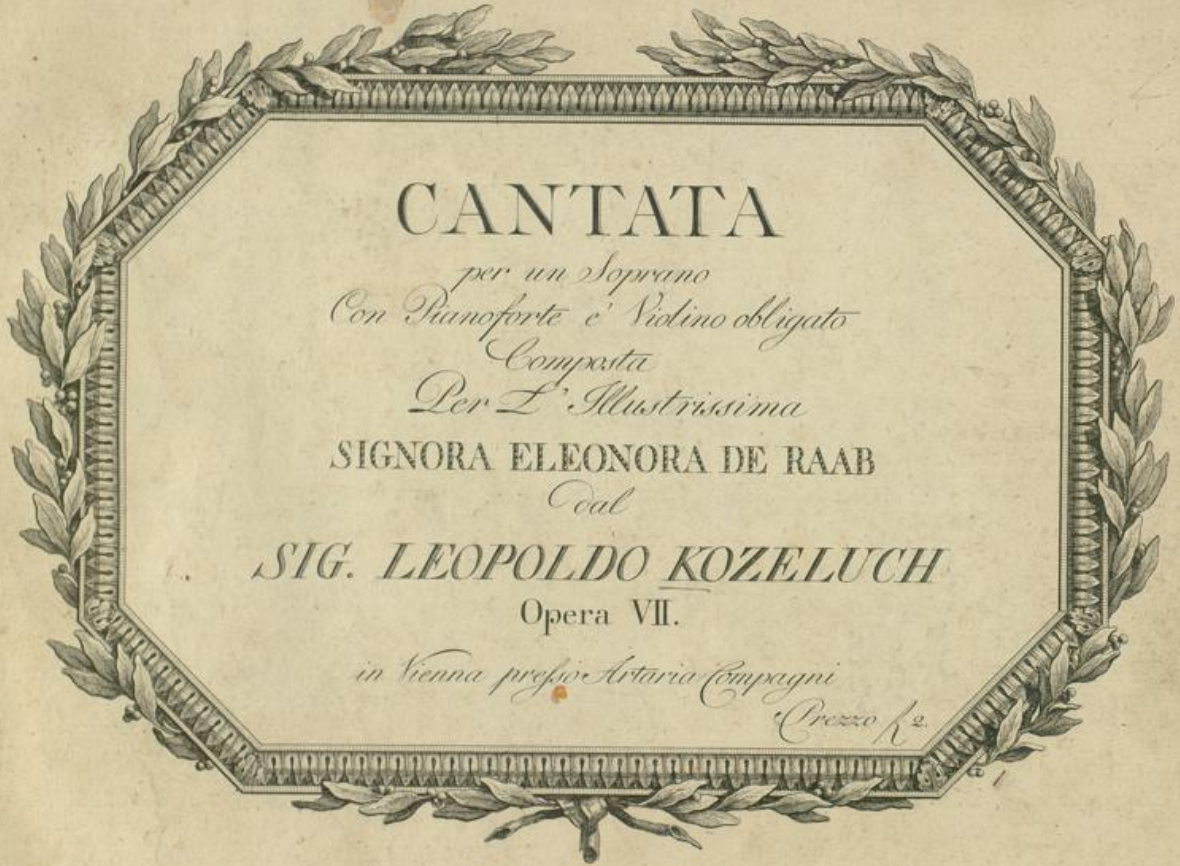 CANTATA
per un Soprano
Con Pianoforte e' Violino obligato
Composta
Per L' Illustrissima
SIGNORA ELEONORA DE RAAB
dal
SIG. LEOPOLDO KOZELUCH
Opera VII.
in Vienna presso Artaria Compagni
Prezzo f 2.